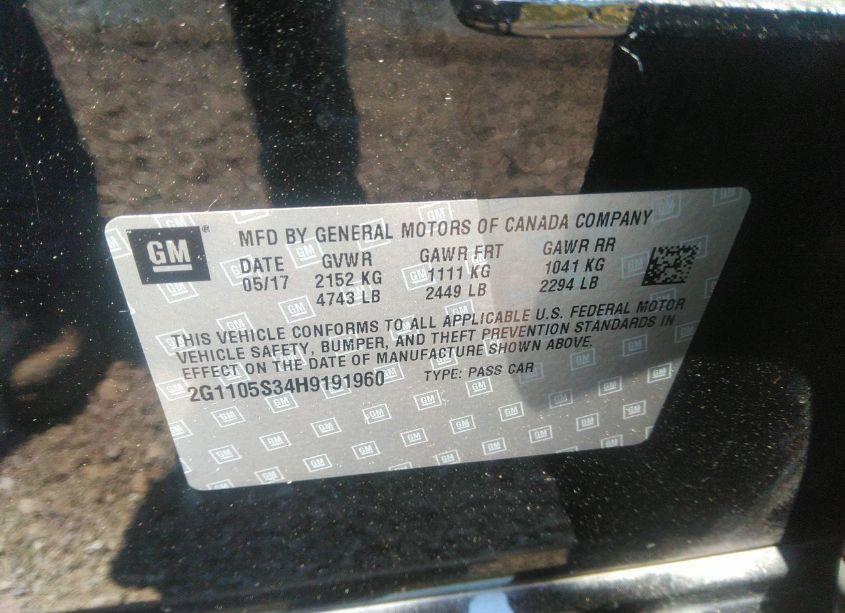 GM ® MFD BY GENERAL MOTORS OF CANADA COMPANY
DATE GVWR GAWR FRT GAWR RR
05/17 2152 KG 1111 KG 1041 KG
4743 LB 2449 LB 2294 LB
THIS VEHICLE CONFORMS TO ALL APPLICABLE U.S. FEDERAL MOTOR
VEHICLE SAFETY, BUMPER, AND THEFT PREVENTION STANDARDS IN
EFFECT ON THE DATE OF MANUFACTURE SHOWN ABOVE.
2G1105S34H9191960 TYPE: PASS CAR